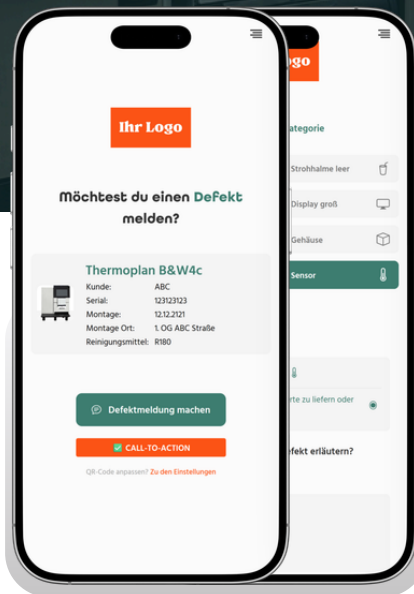 Ihr Logo
Möchtest du einen Defekt
melden?
Thermoplan B&W4c
Kunde: ABC
Serial: 123123123
Montage: 12.12.2121
Montage Ort: 1. OG ABC Straße
Reinigungsmittel: R180
Defektmeldung machen
CALL-TO-ACTION
QR-Code anpassen? Zu den Einstellungen
ogo
ategorie
Strohhalme leer
Display groß
Gehäuse
Sensor
rte zu liefern oder
efekt erläutern?